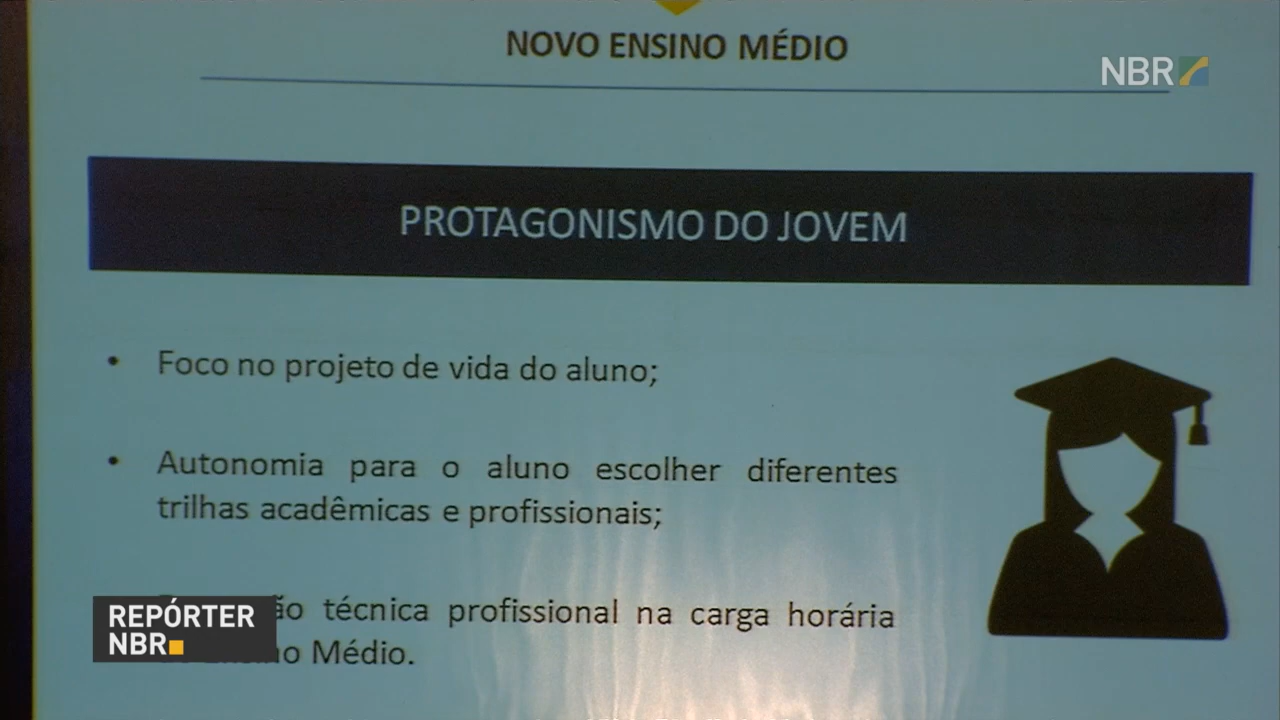 NOVO ENSINO MÉDIO
NBR
PROTAGONISMO DO JOVEM
• Foco no projeto de vida do aluno;
• Autonomia para o aluno escolher diferentes
trilhas acadêmicas e profissionais;
técnica profissional na carga horária
Médio.
REPÓRTER
NBR